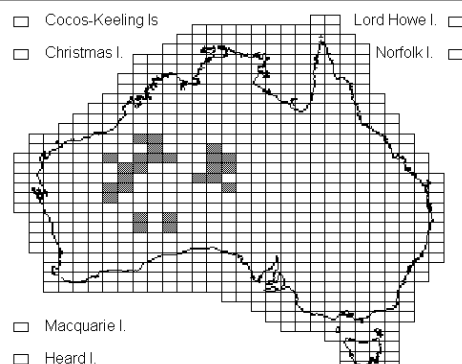 Cocos-Keeling Is
Lord Howe I.
Christmas I.
Norfolk I.
Macquarie I.
Heard I.